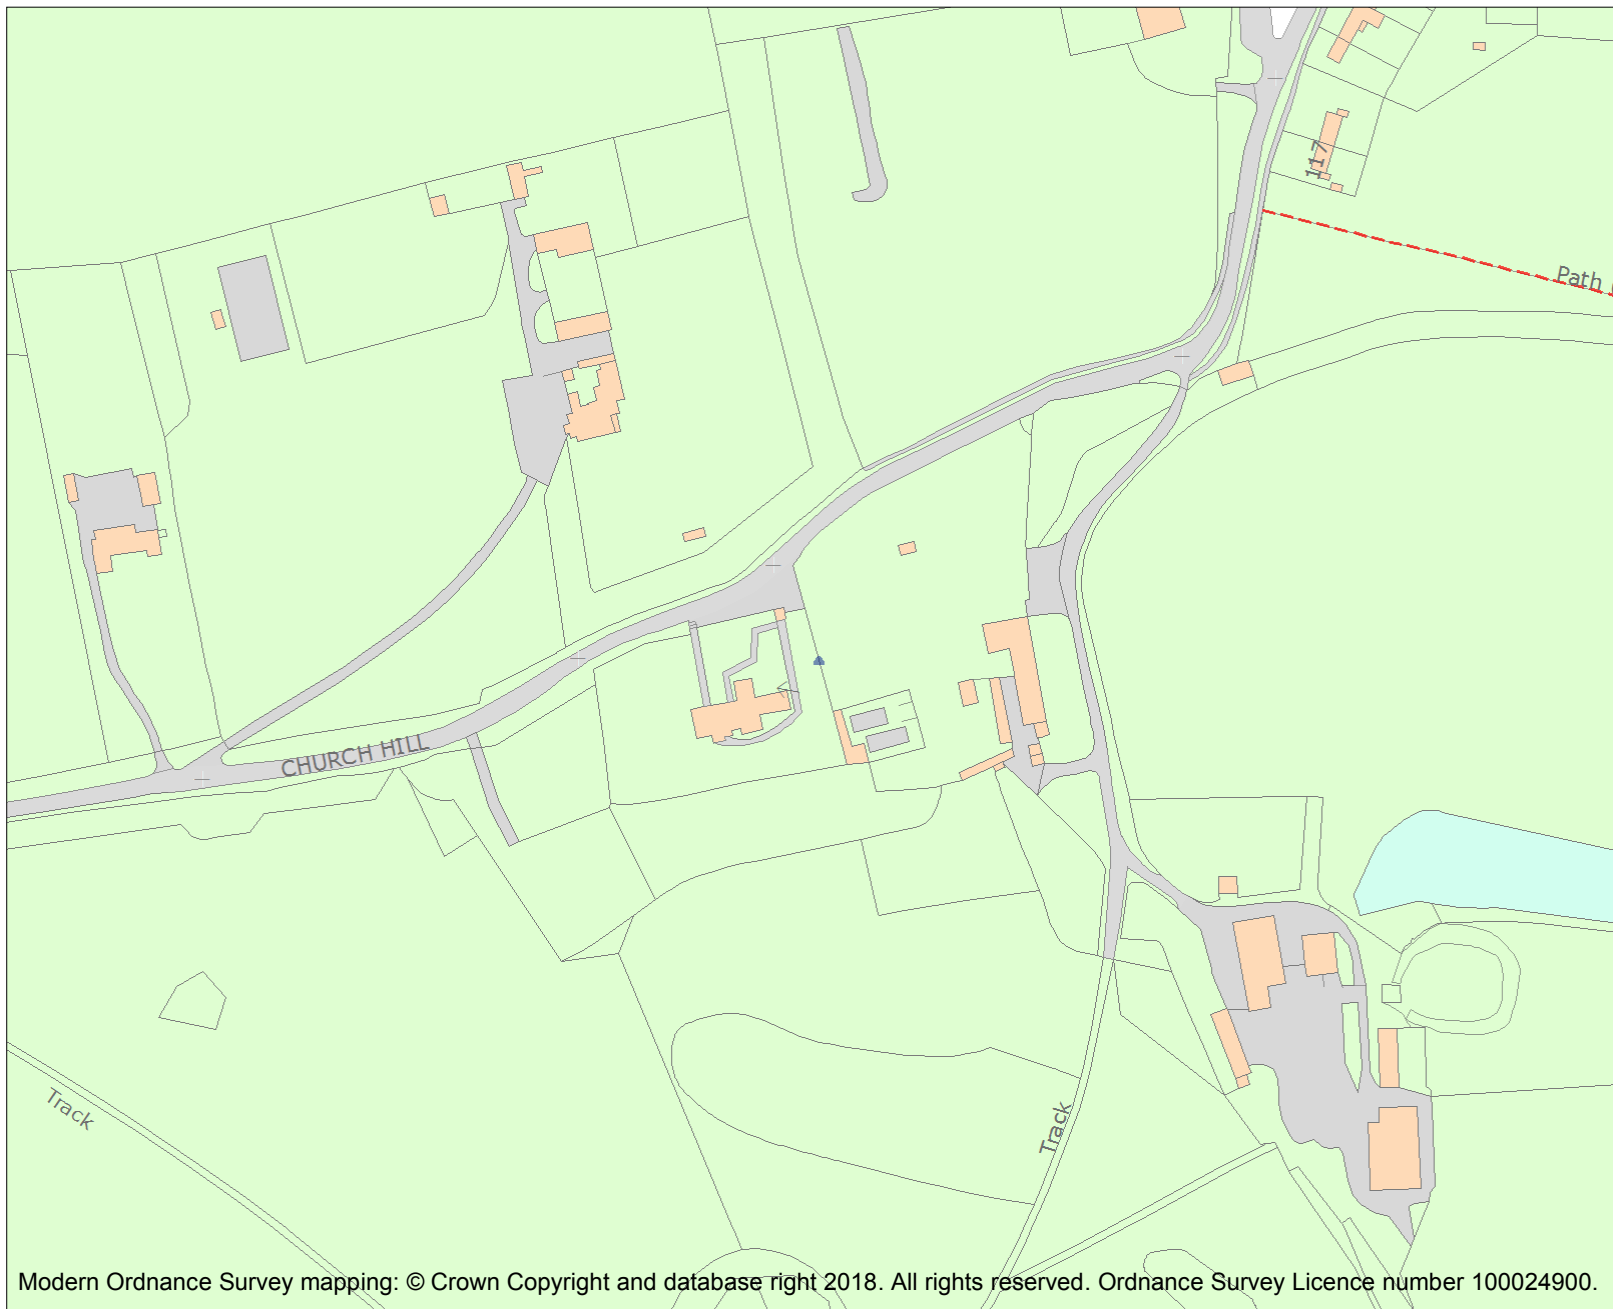 117
Path
CHURCH HILL
Track
Track
Modern Ordnance Survey mapping: © Crown Copyright and database right 2018. All rights reserved. Ordnance Survey Licence number 100024900.